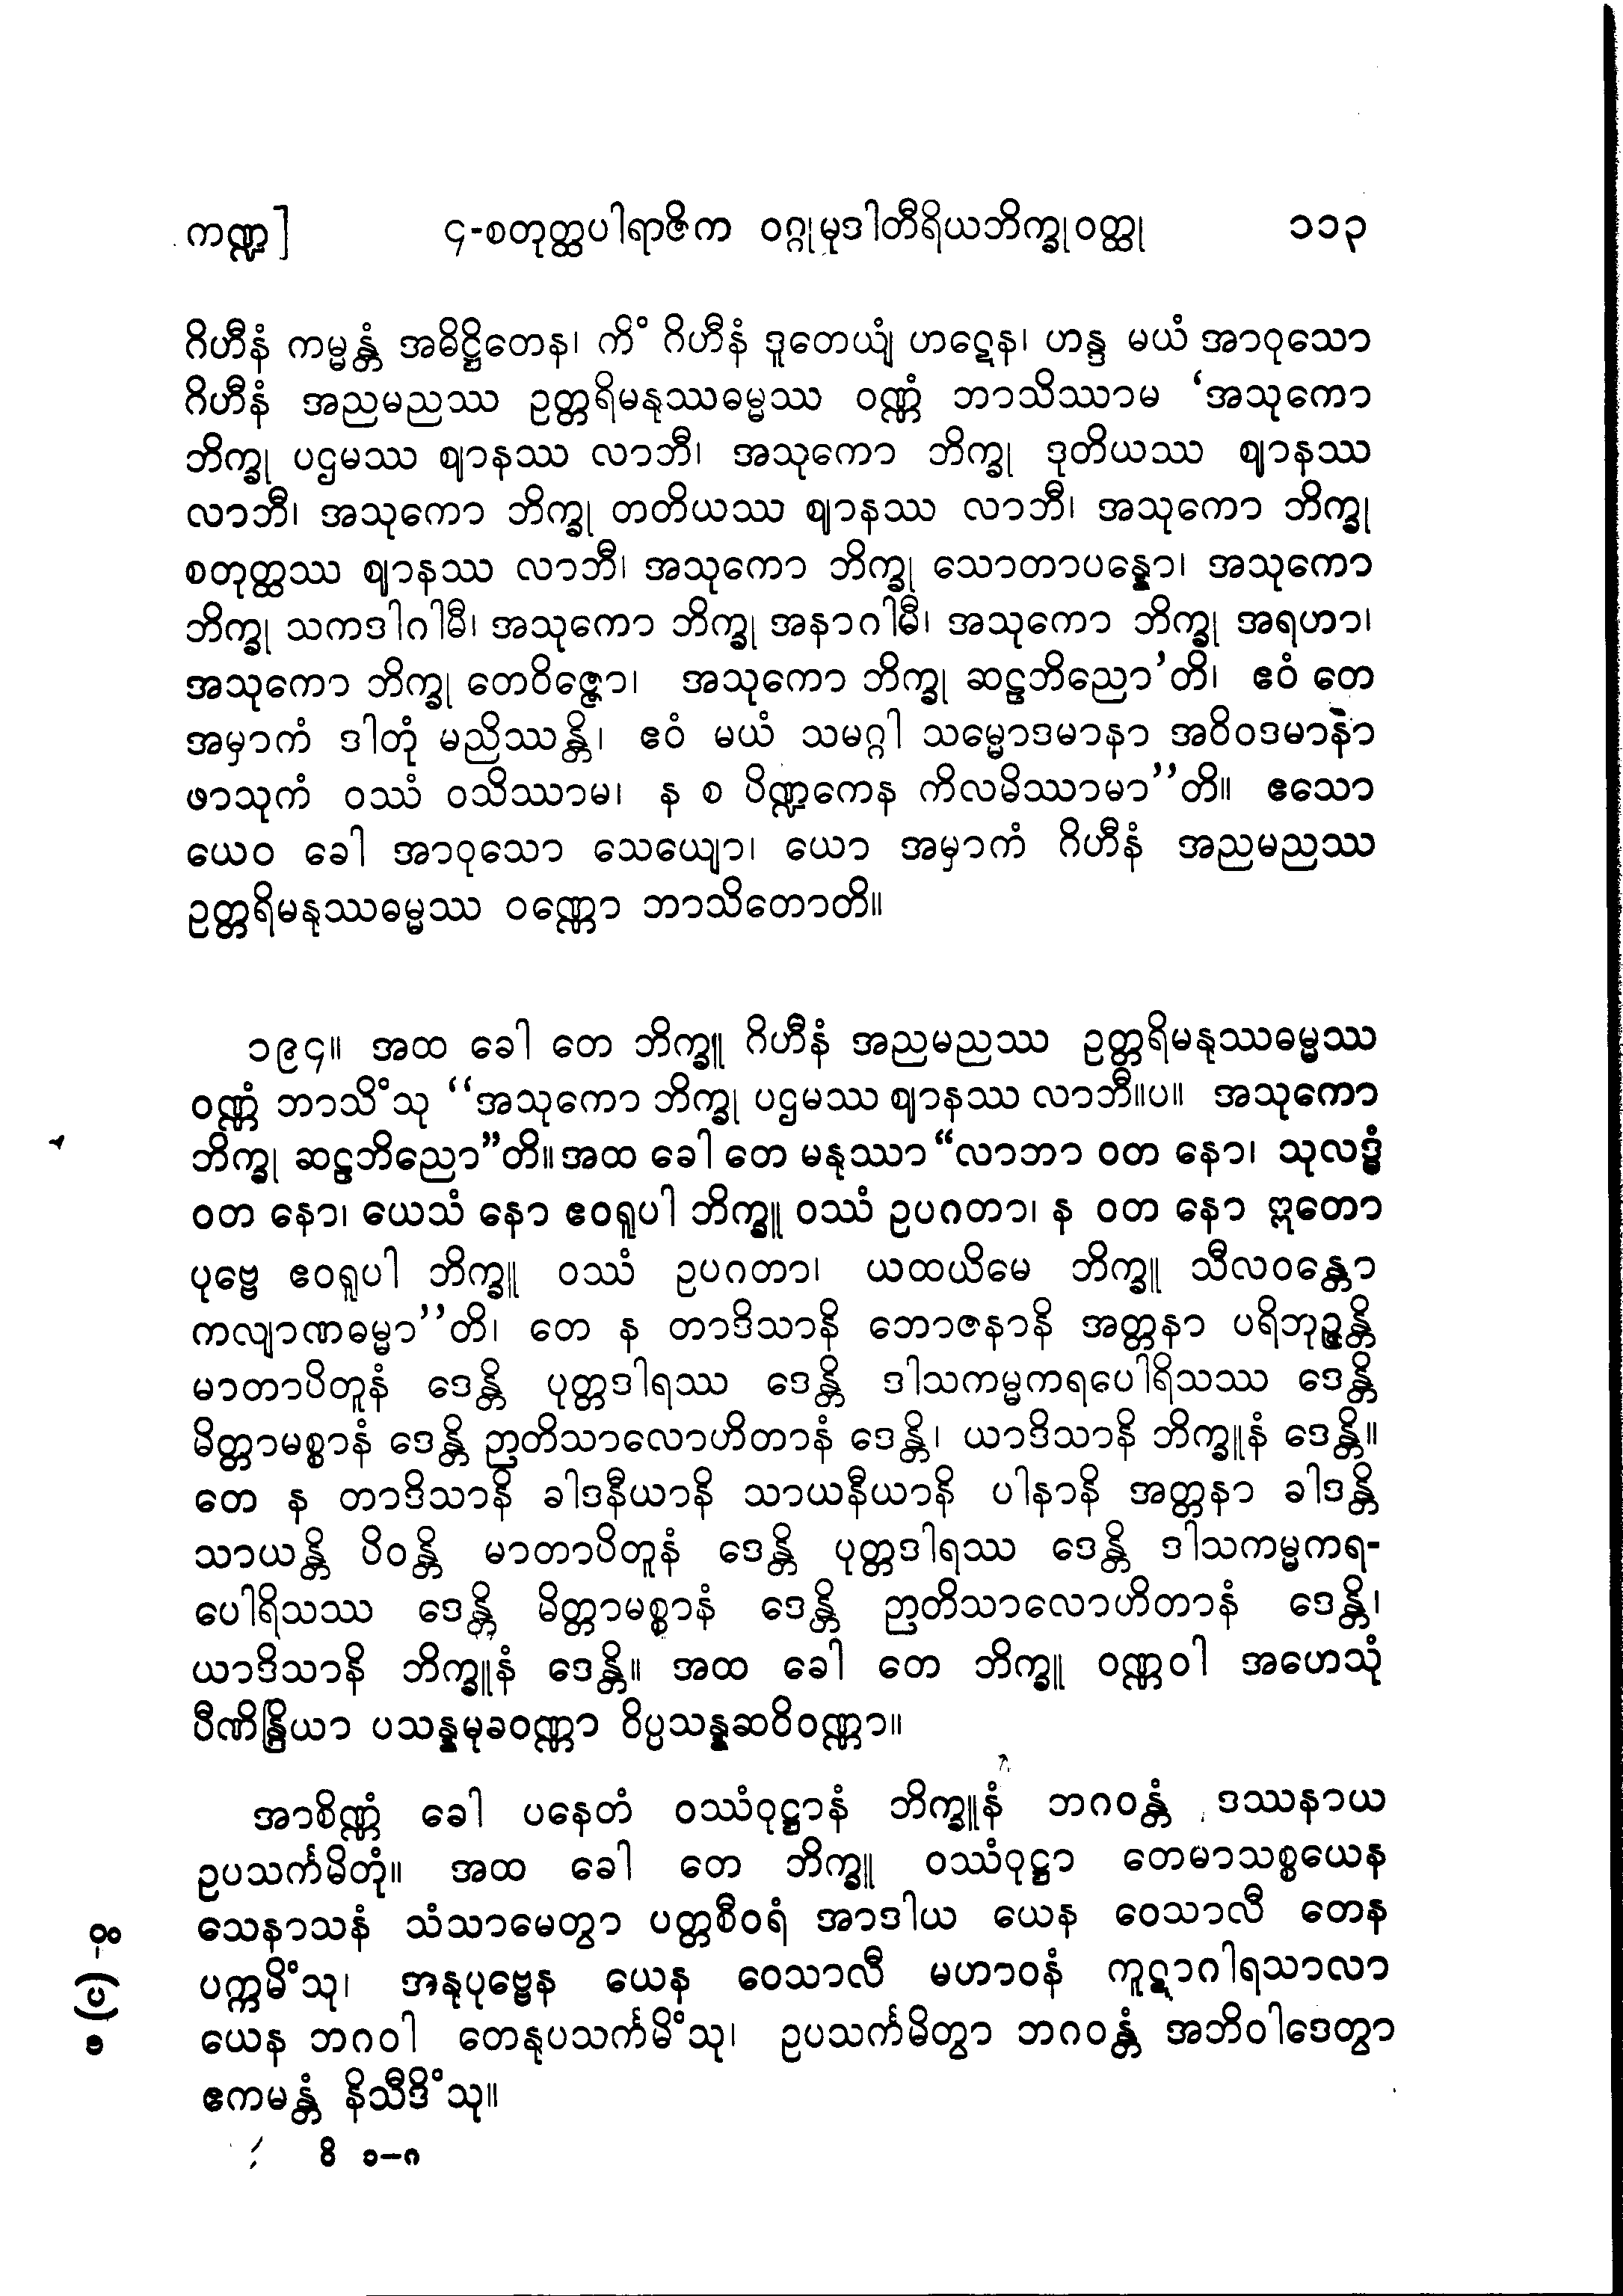 ကဏ္ဍ] ၄-စတုတ္ထပါရာဇိက ဝဂ္ဂုမုဒါတီရိယဘိက္ခုဝတ္ထု ၁၁၃
ဂိဟီနံ ကမ္မန္တံ အဓိဋ္ဌိတေန၊ ကိံ ဂိဟီနံ ဒူတေယျံ ဟဋေန၊ ဟန္ဒ မယံ အာဝုသော
ဂိဟီနံ အညမညဿ ဥတ္တရိမနုဿဓမ္မဿ ဝဏ္ဏံ ဘာသိဿာမ ‘အသုကော
ဘိက္ခု ပဌမဿ ဈာနဿ လာဘီ၊ အသုကော ဘိက္ခု ဒုတိယဿ ဈာနဿ
လာဘီ၊ အသုကော ဘိက္ခု တတိယဿ ဈာနဿ လာဘီ၊ အသုကော ဘိက္ခု
စတုတ္ထဿ ဈာနဿ လာဘီ၊ အသုကော ဘိက္ခု သောတာပန္နော၊ အသုကော
ဘိက္ခု သကဒါဂါမီ၊ အသုကော ဘိက္ခု အနာဂါမီ၊ အသုကော ဘိက္ခု အရဟာ၊
အသုကော ဘိက္ခု တေဝိဇ္ဇော၊ အသုကော ဘိက္ခု ဆဠဘိညော’တိ၊ ဧဝံ တေ
အမှာကံ ဒါတုံ မညိဿန္တိ၊ ဧဝံ မယံ သမဂ္ဂါ သမ္မောဒမာနာ အဝိဝဒမာနာ
ဖာသုကံ ဝဿံ ဝသိဿာမ၊ န စ ပိဏ္ဍကေန ကိလမိဿာမာ’’တိ။ ဧသော
ယေဝ ခေါ အာဝုသော သေယျော၊ ယော အမှာကံ ဂိဟီနံ အညမညဿ
ဥတ္တရိမနုဿဓမ္မဿ ဝဏ္ဏော ဘာသိတောတိ။
၁၉၄။ အထ ခေါ တေ ဘိက္ခူ ဂိဟီနံ အညမညဿ ဥတ္တရိမနုဿဓမ္မဿ
ဝဏ္ဏံ ဘာသိံသု ‘‘အသုကော ဘိက္ခု ပဌမဿ ဈာနဿ လာဘီ။ပ။ အသုကော
ဘိက္ခု ဆဠဘိညော”တိ။ အထ ခေါ တေ မနုဿာ “လာဘာ ဝတ နော၊ သုလဒ္ဓံ
ဝတ နော၊ ယေသံ နော ဧဝရူပါ ဘိက္ခူ ဝဿံ ဥပဂတာ၊ န ဝတ နော ဣတော
ပုဗ္ဗေ ဧဝရူပါ ဘိက္ခူ ဝဿံ ဥပဂတာ၊ ယထယိမေ ဘိက္ခူ သီလဝန္တော
ကလျာဏဓမ္မာ’’တိ၊ တေ န တာဒိသာနိ ဘောဇနာနိ အတ္တနာ ပရိဘုဉ္ဇန္တိ
မာတာပိတူနံ ဒေန္တိ ပုတ္တဒါရဿ ဒေန္တိ ဒါသကမ္မကရပေါရိသဿ ဒေန္တိ
မိတ္တာမစ္စာနံ ဒေန္တိ ဉာတိသာလောဟိတာနံ ဒေန္တိ၊ ယာဒိသာနိ ဘိက္ခူနံ ဒေန္တိ။
တေ န တာဒိသာနိ ခါဒနီယာနိ သာယနီယာနိ ပါနာနိ အတ္တနာ ခါဒန္တိ
သာယန္တိ ပိဝန္တိ မာတာပိတူနံ ဒေန္တိ ပုတ္တဒါရဿ ဒေန္တိ ဒါသကမ္မကရ-
ပေါရိသဿ ဒေန္တိ မိတ္တာမစ္စာနံ ဒေန္တိ ဉာတိသာလောဟိတာနံ ဒေန္တိ၊
ယာဒိသာနိ ဘိက္ခူနံ ဒေန္တိ။ အထ ခေါ တေ ဘိက္ခူ ဝဏ္ဏဝါ အဟေသုံ
ပီဏိန္ဒြိယာ ပသန္နမုခဝဏ္ဏာ ဝိပ္ပသန္နဆဝိဝဏ္ဏာ။
အာစိဏ္ဏံ ခေါ ပနေတံ ဝဿံဝုဋ္ဌာနံ ဘိက္ခူနံ ဘဂဝန္တံ ဒဿနာယ
ဥပသင်္ကမိတုံ။ အထ ခေါ တေ ဘိက္ခူ ဝဿံဝုဋ္ဌာ တေမာသစ္စယေန
သေနာသနံ သံသာမေတွာ ပတ္တစီဝရံ အာဒါယ ယေန ဝေသာလီ တေန
ပက္ကမိံသု၊ အနုပုဗ္ဗေန ယေန ဝေသာလီ မဟာဝနံ ကူဋာဂါရသာလာ
ယေန ဘဂဝါ တေနုပသင်္ကမိံသု၊ ဥပသင်္ကမိတွာ ဘဂဝန္တံ အဘိဝါဒေတွာ
ဧကမန္တံ နိသီဒိံသု။
ဝိ ၁−ဂ